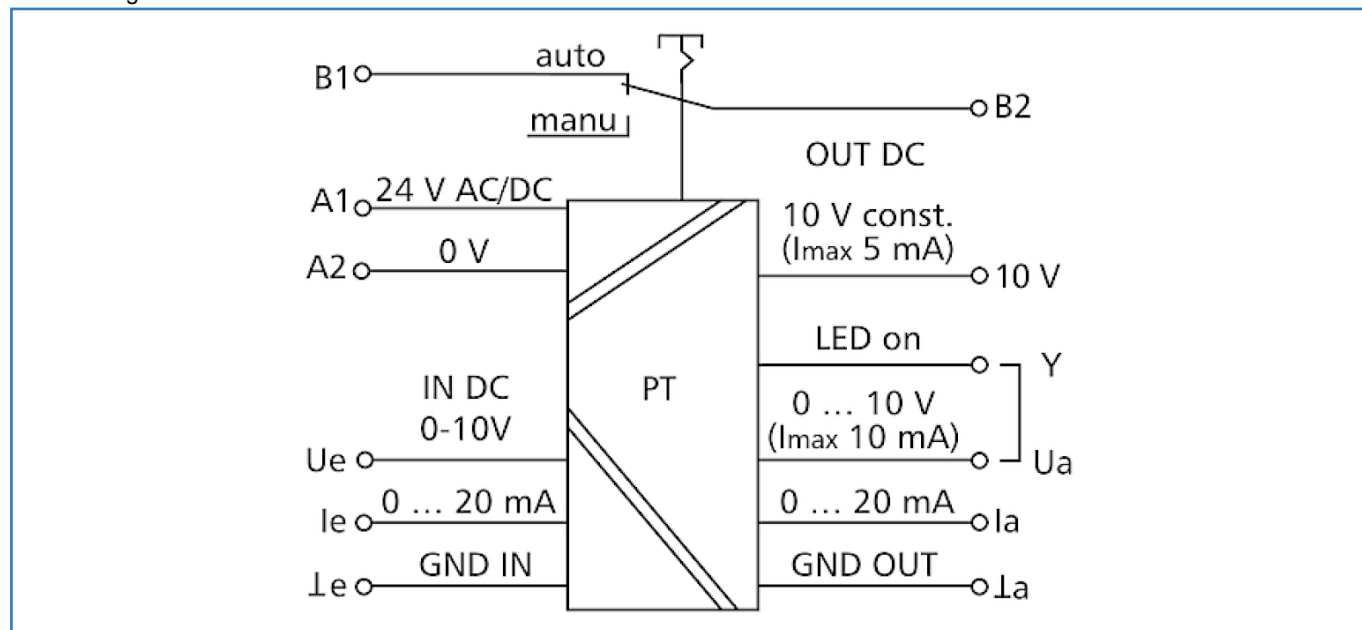 auto
B1
B2
manu
OUT DC
A1 24 V AC/DC
10 V const.
(Imax 5 mA)
A2 0 V
10 V
LED on
Y
IN DC
0-10V
PT
0 ... 10 V
(Imax 10 mA)
Ue
Ua
Ie 0 ... 20 mA
0 ... 20 mA Ia
⊥e GND IN
GND OUT ⊥a